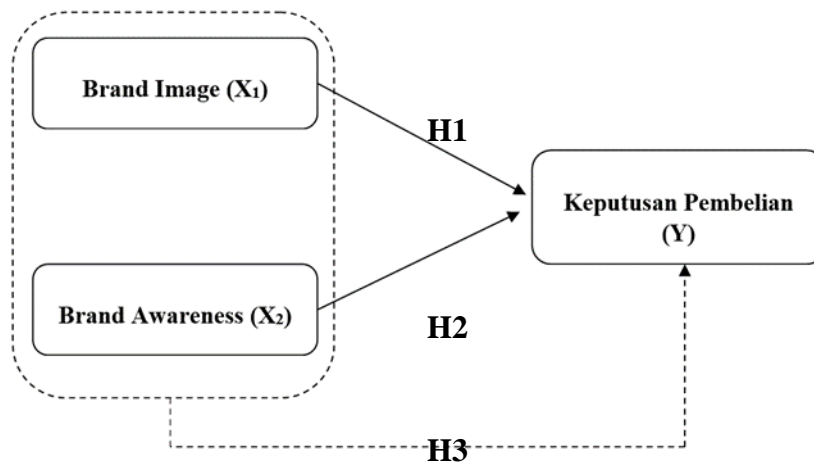 Brand Image (X₁)
H1
Keputusan Pembelian
(Y)
Brand Awareness (X₂)
H2
H3